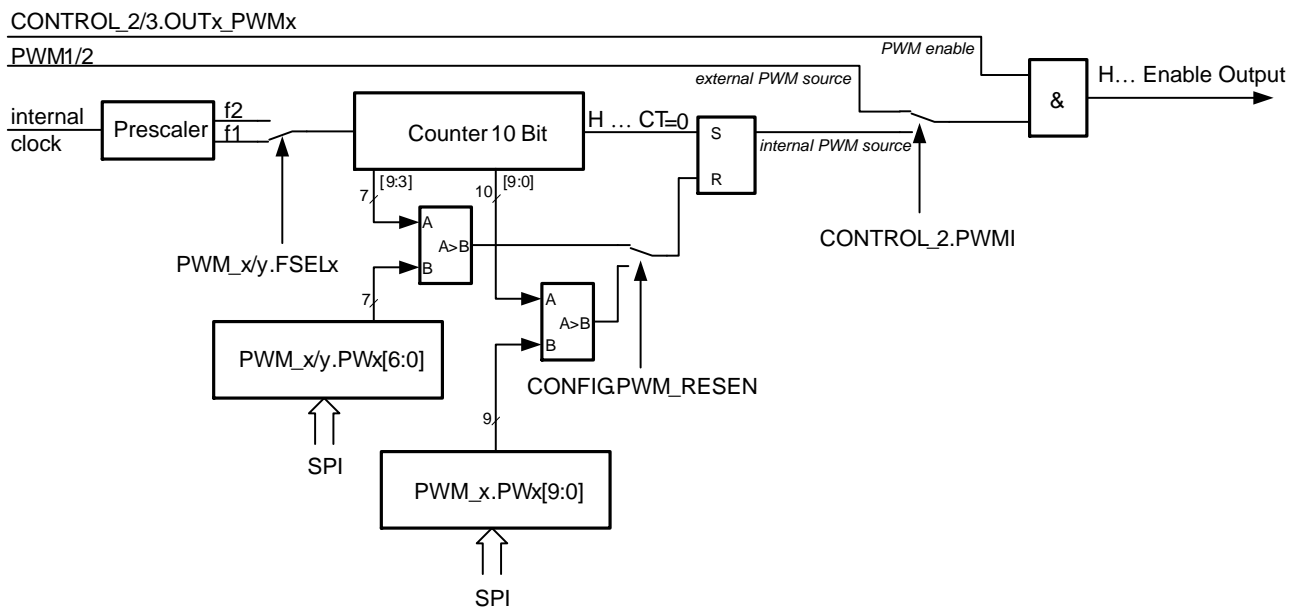 CONTROL_2/3.OUTx_PWMx
PWM enable
PWM1/2
external PWM source
H... Enable Output
&
internal
clock
Prescaler
f2
f1
Counter 10 Bit
H ... CT=0
S
R
internal PWM source
7
[9:3]
10
[9:0]
A
A>B
B
CONTROL_2.PWMI
PWM_x/y.FSELx
7
A
A>B
B
PWM_x/y.PWx[6:0]
CONFIG.PWM_RESEN
9
SPI
PWM_x.PWx[9:0]
SPI